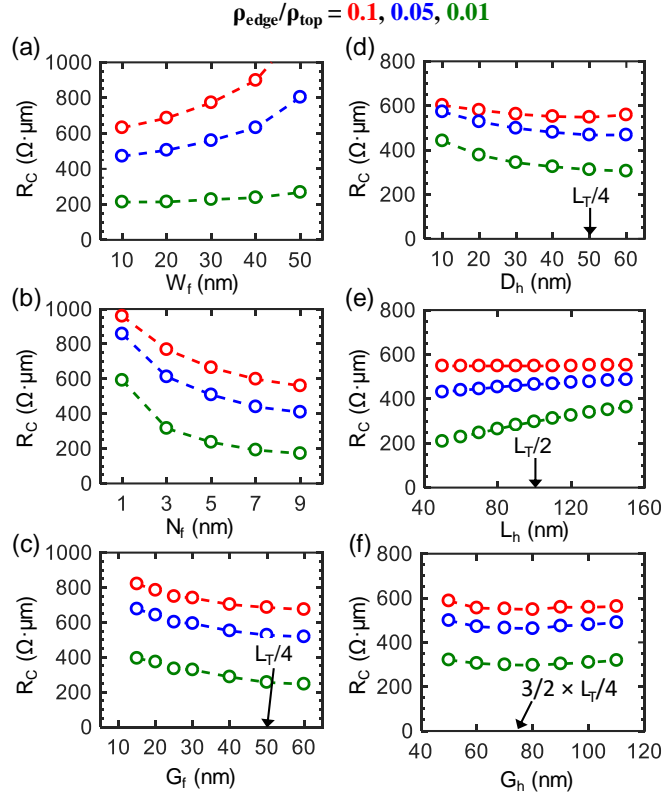 ρedge/ρtop = 0.1, 0.05, 0.01
(a)
1000
800
600
400
200
0
RC (Ω·μm)
10 20 30 40 50
Wf (nm)
(b)
1000
800
600
400
200
0
RC (Ω·μm)
1 3 5 7 9
Nf (nm)
(c)
1000
800
600
400
200
0
RC (Ω·μm)
LT/4
10 20 30 40 50 60
Gf (nm)
(d)
800
600
400
200
0
RC (Ω·μm)
LT/4
10 20 30 40 50 60
Dh (nm)
(e)
800
600
400
200
0
RC (Ω·μm)
LT/2
40 80 120 160
Lh (nm)
(f)
800
600
400
200
0
RC (Ω·μm)
3/2 × LT/4
40 60 80 100 120
Gh (nm)